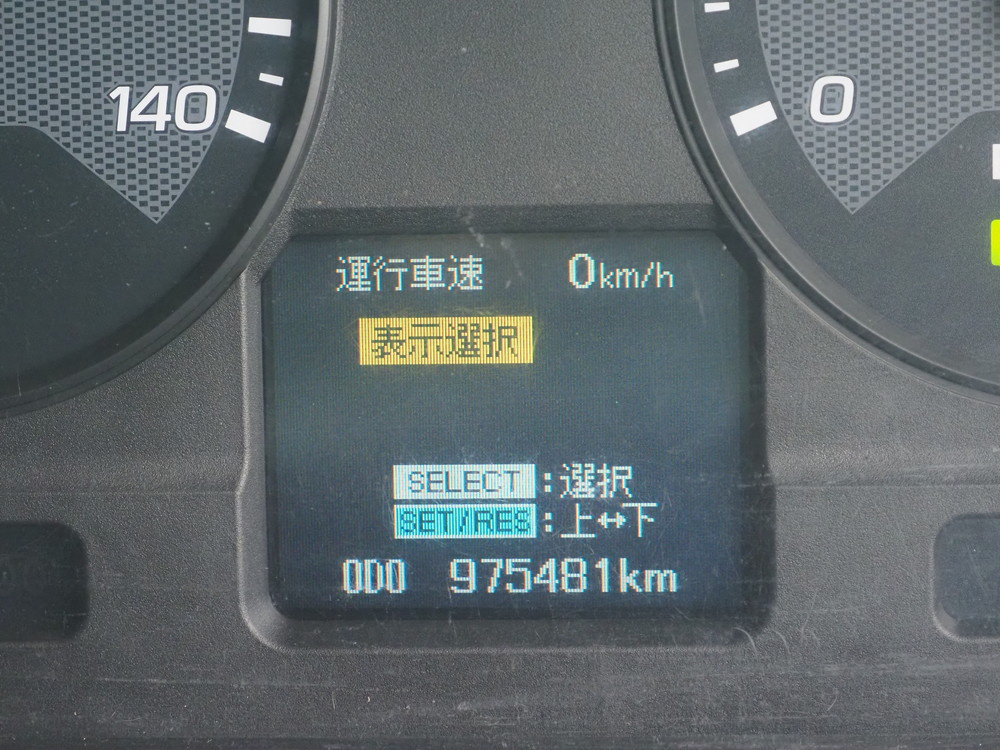 140
0
運行車速 0km/h
表示選択
SELECT:選択
SET/RES:上↔下
ODO 975481km